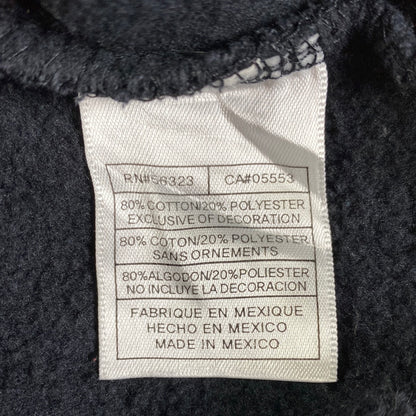 RN#56323 CA#05553
80% COTTON/20% POLYESTER
EXCLUSIVE OF DECORATION
80% COTON/20% POLYESTER
SANS ORNEMENTS
80%ALGODON/20%POLIESTER
NO INCLUYE LA DECORACION
FABRIQUE EN MEXIQUE
HECHO EN MEXICO
MADE IN MEXICO